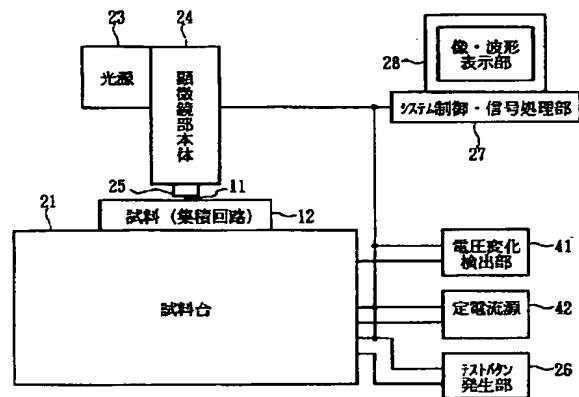 23
24
光源
顕微鏡部本体
28
像・波形
表示部
システム制御・信号処理部
27
25
11
21
試料（集積回路）
12
試料台
電圧変化
検出部
41
定電流源
42
テストパタン
発生部
26